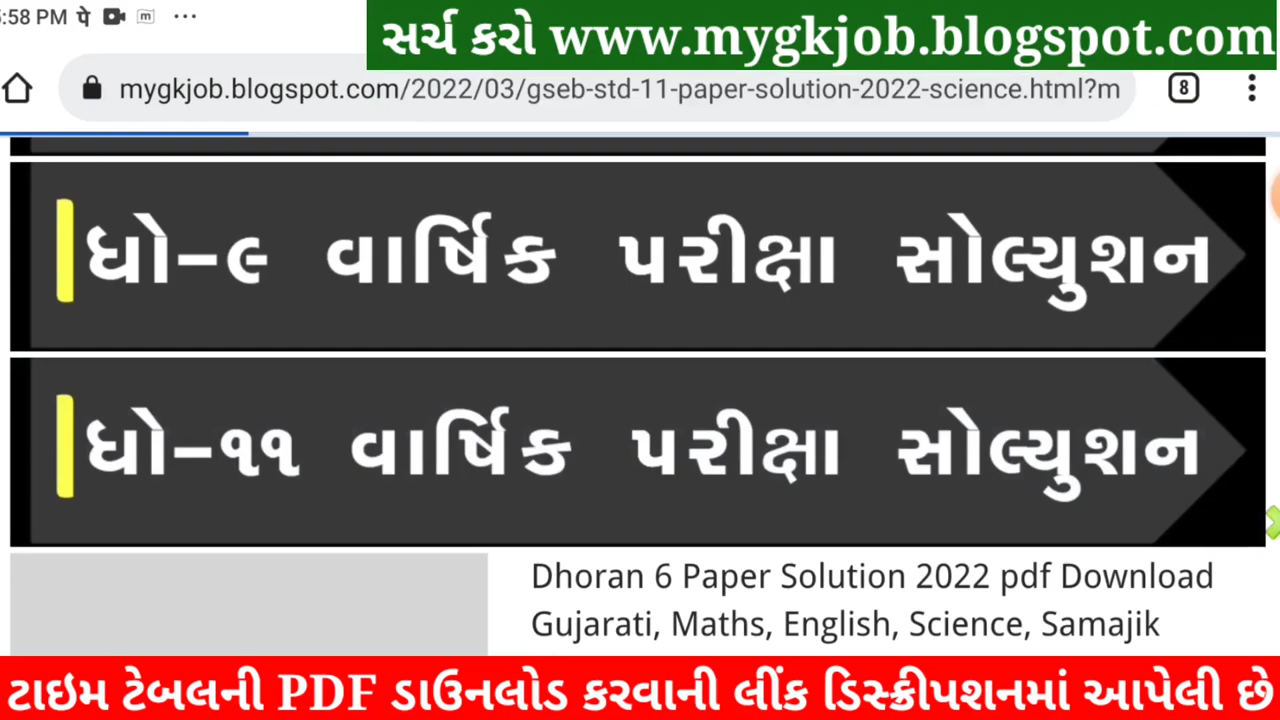 :58 PM
સર્ચ કરો www.mygkjob.blogspot.com
mygkjob.blogspot.com/2022/03/gseb-std-11-paper-solution-2022-science.html?m
8
ધો-૯ વાર્ષિક પરીક્ષા સોલ્યુશન
ધો-૧૧ વાર્ષિક પરીક્ષા સોલ્યુશન
Dhoran 6 Paper Solution 2022 pdf Download
Gujarati, Maths, English, Science, Samajik
ટાઇમ ટેબલની PDF ડાઉનલોડ કરવાની લીંક ડિસ્ક્રીપશનમાં આપેલી છે